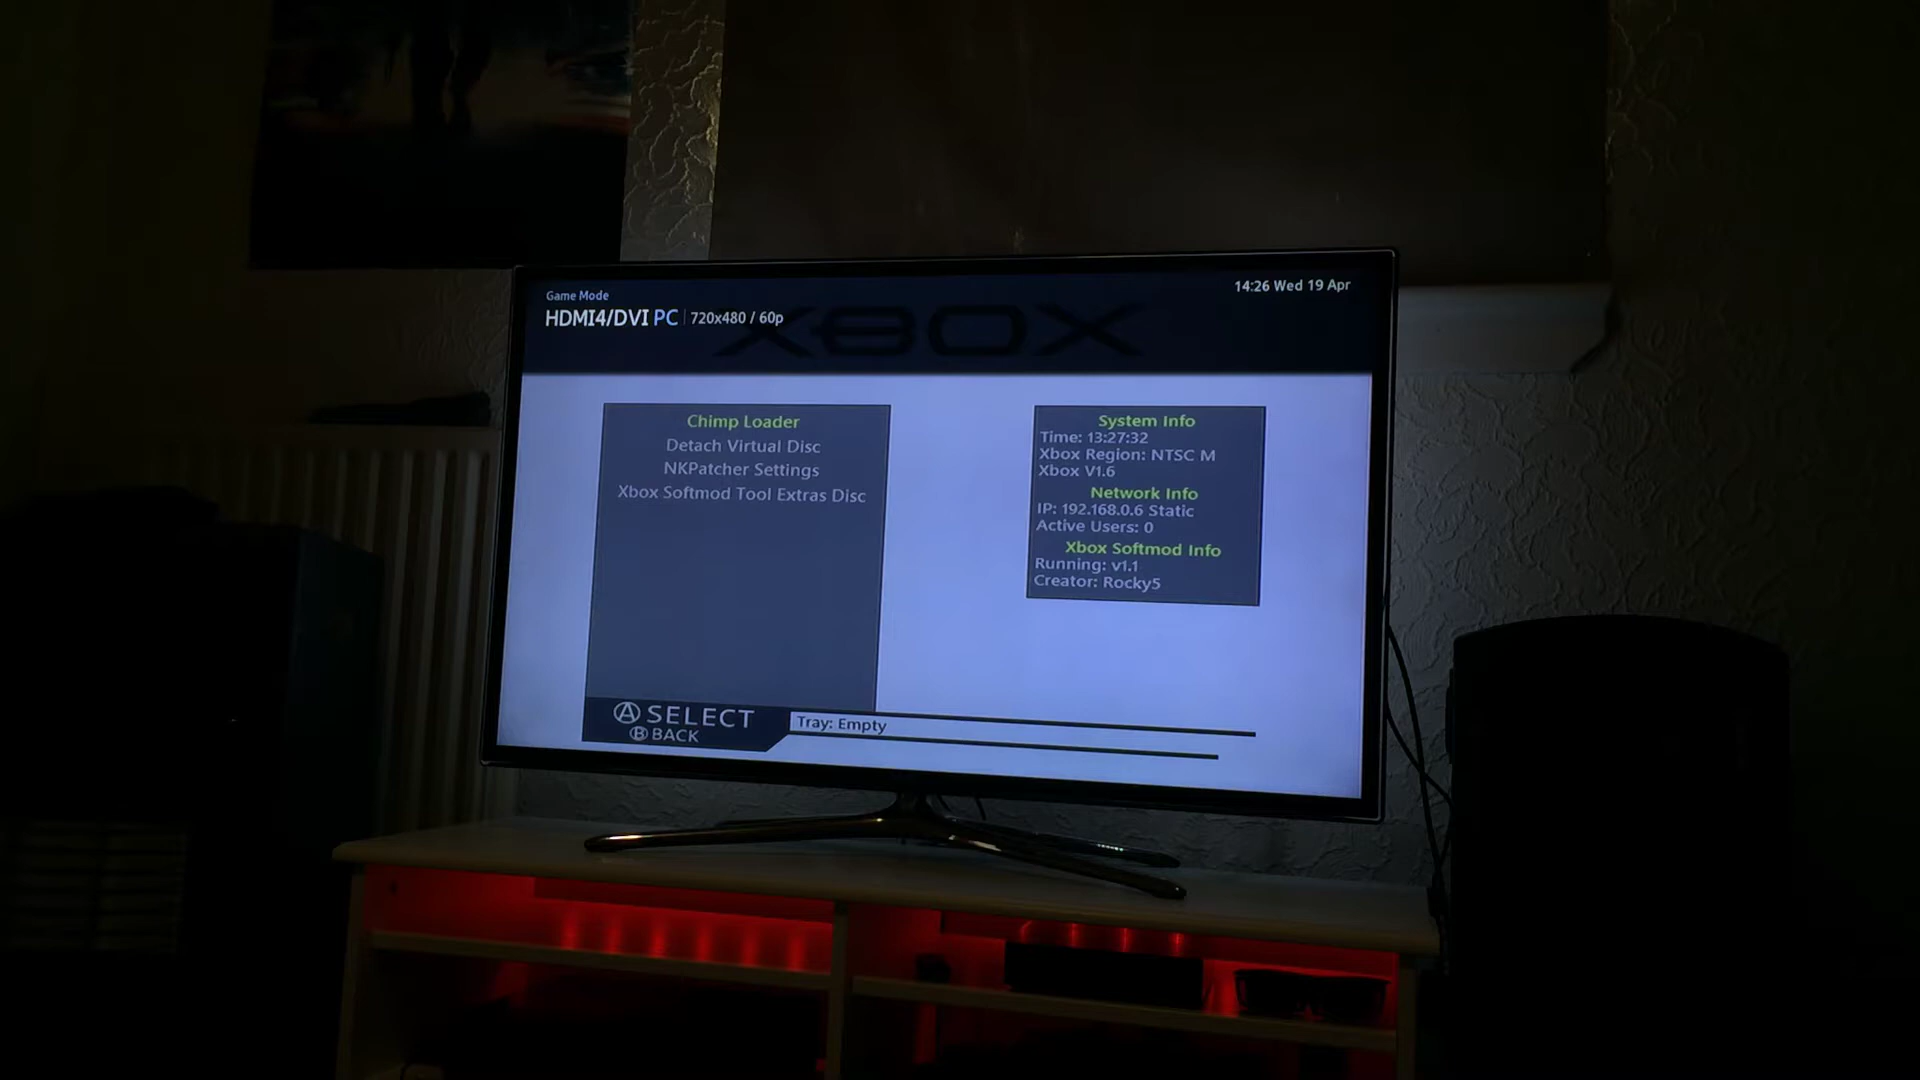 Game Mode
HDMI4/DVI PC 720x480 / 60p
14:26 Wed 19 Apr
XBOX
Chimp Loader
Detach Virtual Disc
NKPatcher Settings
Xbox Softmod Tool Extras Disc
System Info
Time: 13:27:32
Xbox Region: NTSC M
Xbox V1.6
Network Info
IP: 192.168.0.6 Static
Active Users: 0
Xbox Softmod Info
Running: v1.1
Creator: Rocky5
A SELECT
B BACK
Tray: Empty